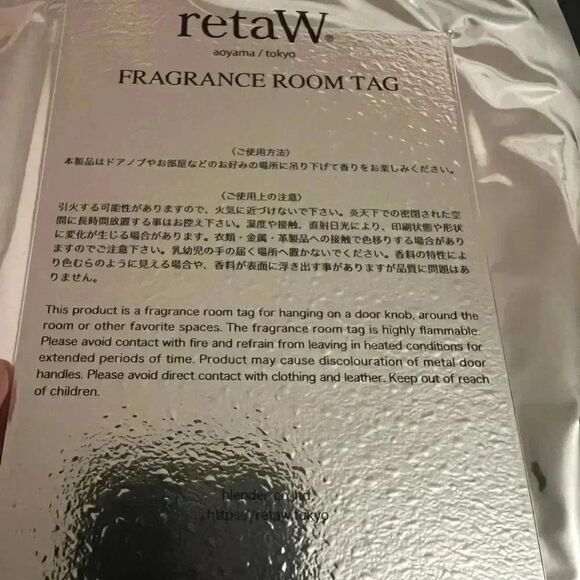 retaW®
aoyama / tokyo
FRAGRANCE ROOM TAG
〈ご使用方法〉
本製品はドアノブやお部屋などのお好みの場所に吊り下げて香りをお楽しみください。
〈ご使用上の注意〉
引火する可能性がありますので、火気に近づけないで下さい。炎天下での密閉された空
間に長時間放置する事はお控え下さい。湿度や接触、直射日光により、印刷状態や形状
に変化が生じる場合があります。衣類・金属・革製品への接触で色移りする場合があり
ますのでご注意下さい。乳幼児の手の届く場所へ置かないでください。香料の特性によ
り色むらのように見える場合や、香料が表面に浮き出す事がありますが品質に問題はあ
りません。
This product is a fragrance room tag for hanging on a door knob, around the
room or other favorite spaces. The fragrance room tag is highly flammable.
Please avoid contact with fire and refrain from leaving in heated conditions for
extended periods of time. Product may cause discolouration of metal door
handles. Please avoid direct contact with clothing and leather. Keep out of reach
of children.
blender co.,ltd.
https://retaw.tokyo